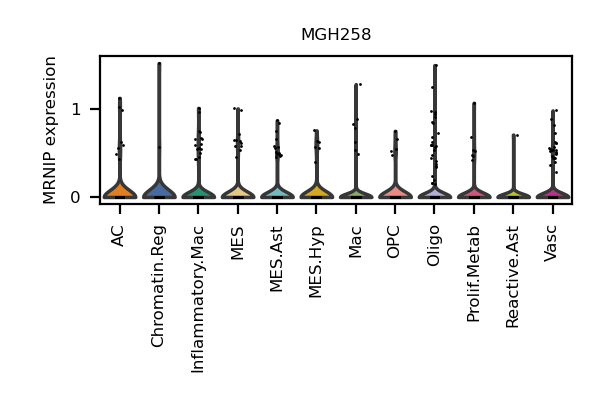 MGH258
MRNIP expression
1
0
AC
Chromatin.Reg
Inflammatory.Mac
MES
MES.Ast
MES.Hyp
Mac
OPC
Oligo
Prolif.Metab
Reactive.Ast
Vasc